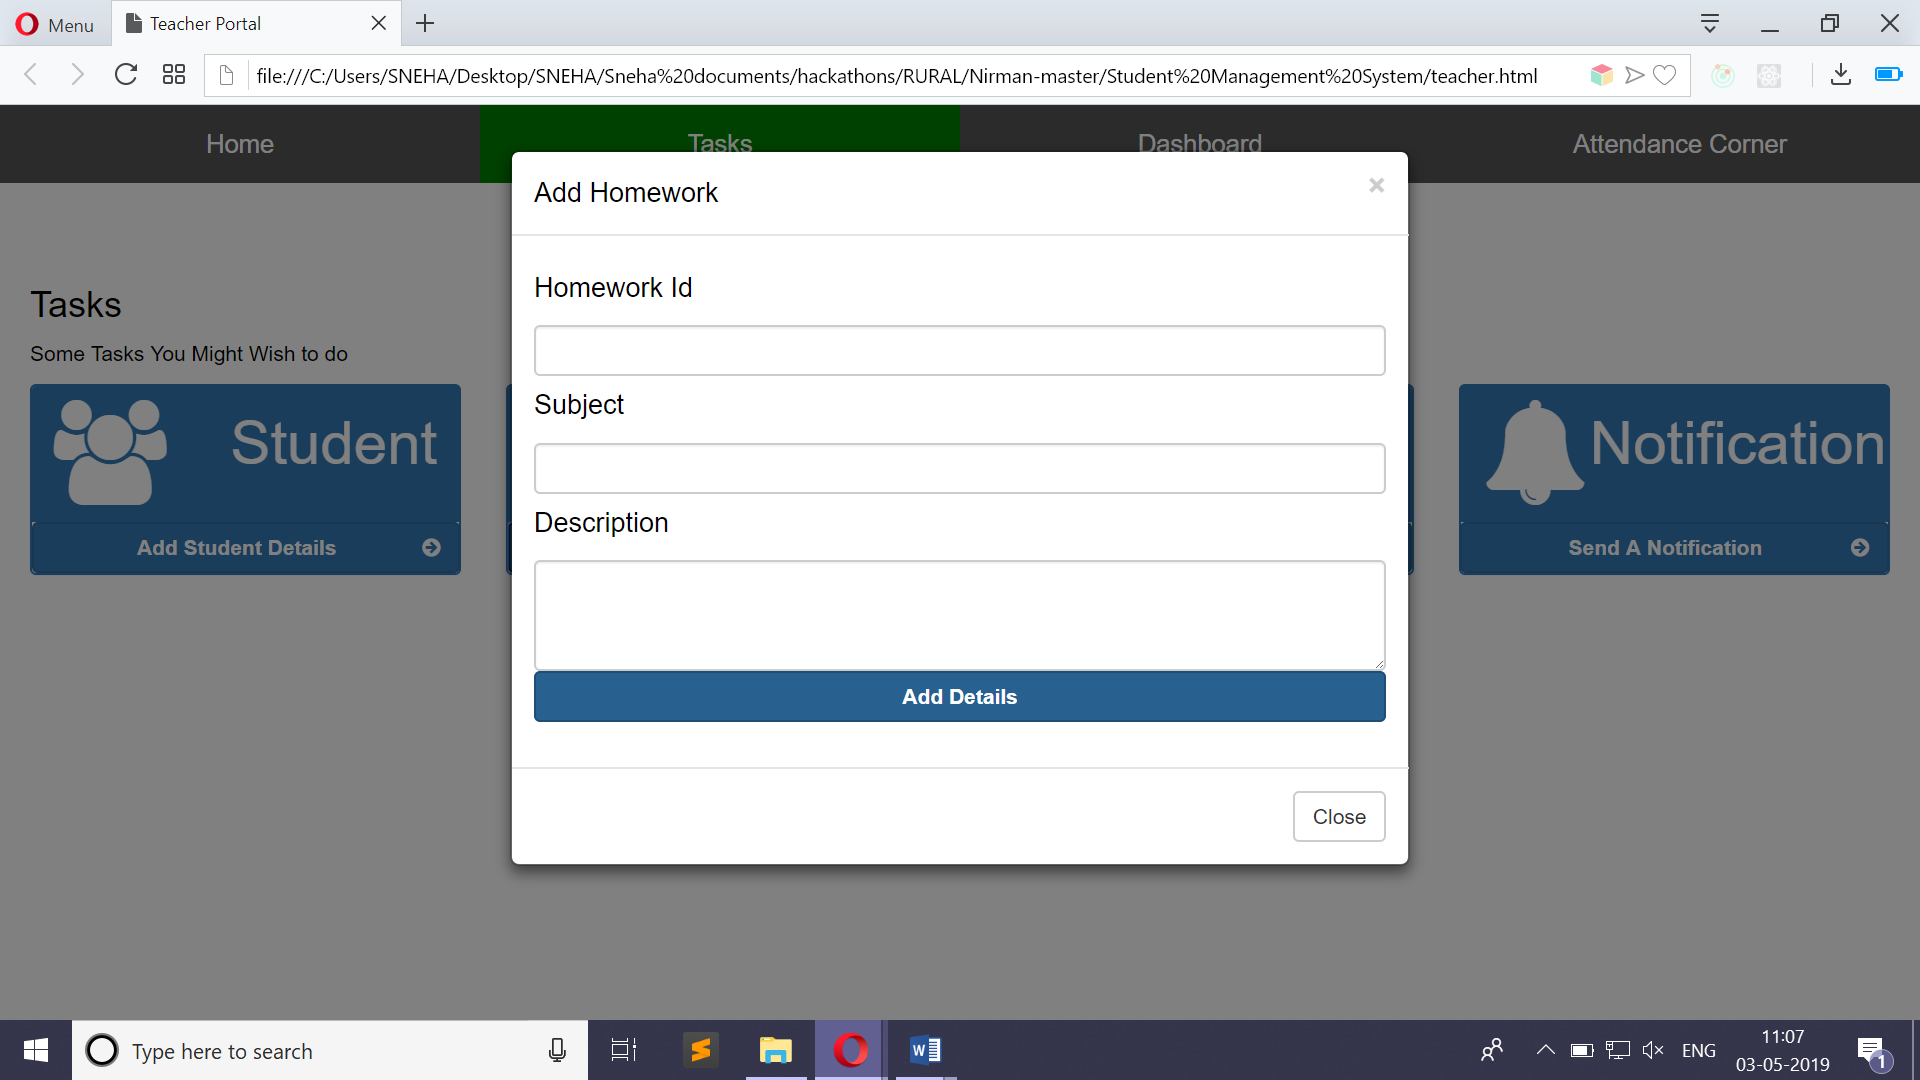 Menu
Teacher Portal
file:///C:/Users/SNEHA/Desktop/SNEHA/Sneha%20documents/hackathons/RURAL/Nirman-master/Student%20Management%20System/teacher.html
Home
Tasks
Dashboard
Attendance Corner
Add Homework
×
Homework Id
Subject
Description
Add Details
Close
Tasks
Some Tasks You Might Wish to do
Student
Add Student Details
Notification
Send A Notification
Type here to search
ENG
11:07
03-05-2019
1